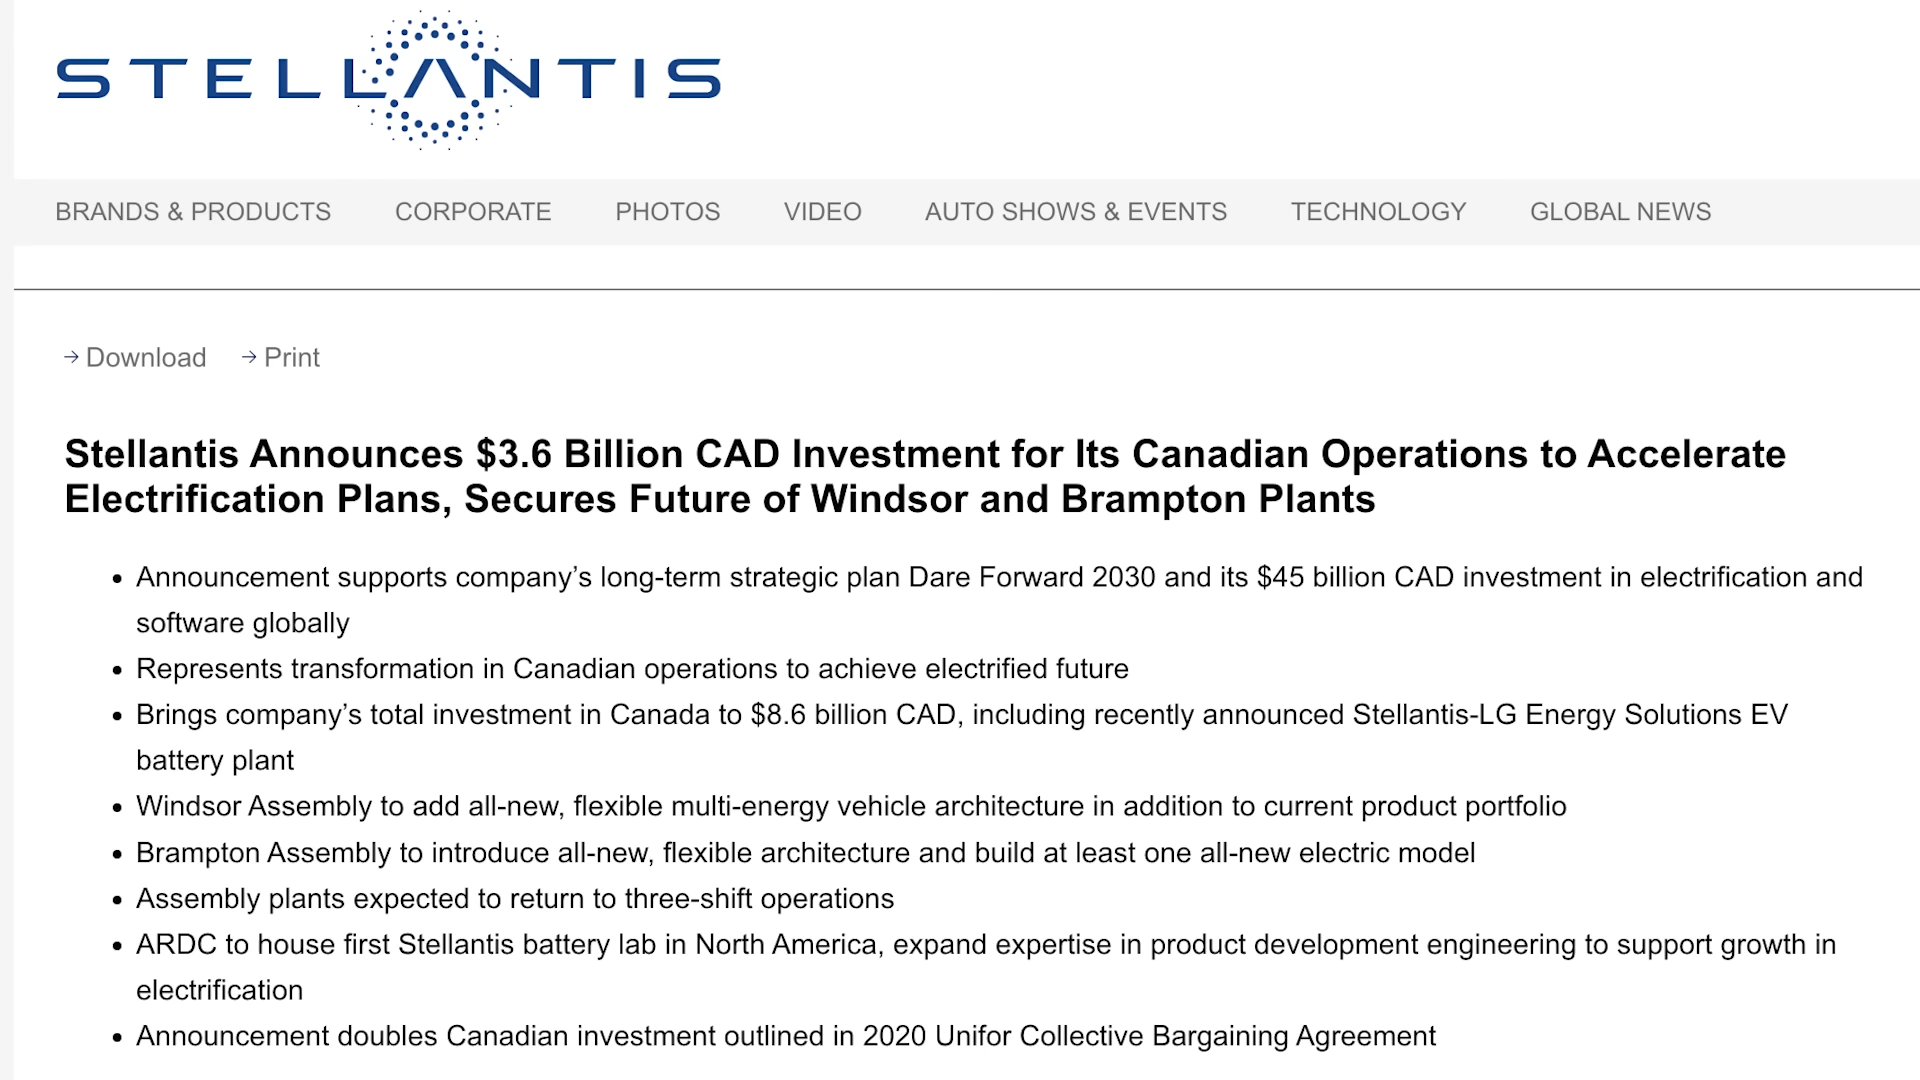 STELLANTIS
BRANDS & PRODUCTS CORPORATE PHOTOS VIDEO AUTO SHOWS & EVENTS TECHNOLOGY GLOBAL NEWS
→ Download → Print
Stellantis Announces $3.6 Billion CAD Investment for Its Canadian Operations to Accelerate
Electrification Plans, Secures Future of Windsor and Brampton Plants
• Announcement supports company’s long-term strategic plan Dare Forward 2030 and its $45 billion CAD investment in electrification and
software globally
• Represents transformation in Canadian operations to achieve electrified future
• Brings company’s total investment in Canada to $8.6 billion CAD, including recently announced Stellantis-LG Energy Solutions EV
battery plant
• Windsor Assembly to add all-new, flexible multi-energy vehicle architecture in addition to current product portfolio
• Brampton Assembly to introduce all-new, flexible architecture and build at least one all-new electric model
• Assembly plants expected to return to three-shift operations
• ARDC to house first Stellantis battery lab in North America, expand expertise in product development engineering to support growth in
electrification
• Announcement doubles Canadian investment outlined in 2020 Unifor Collective Bargaining Agreement